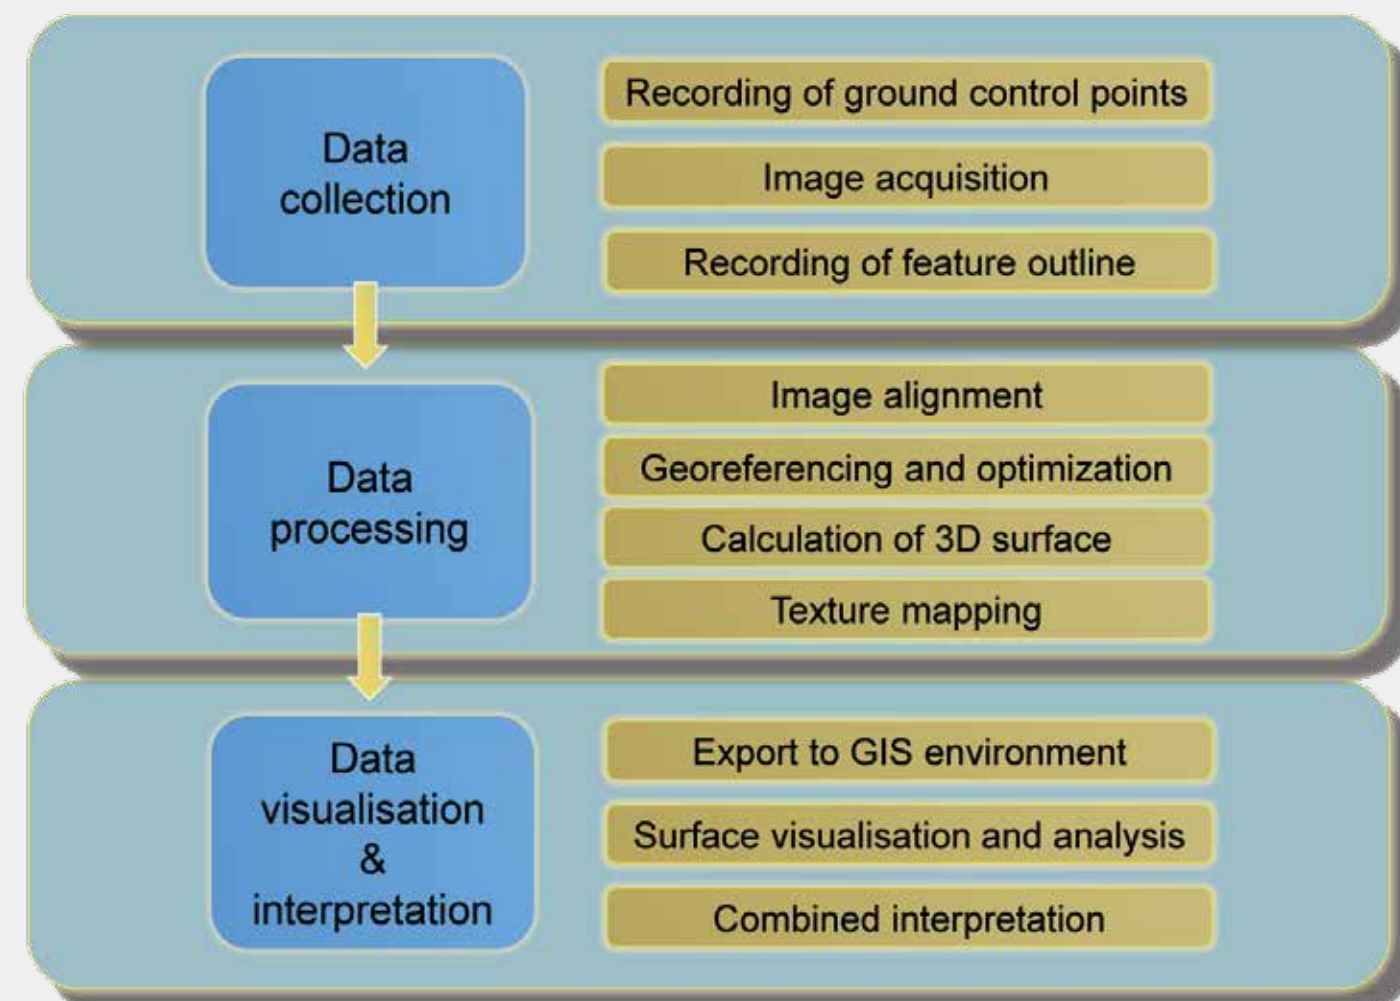 Data
collection
Recording of ground control points
Image acquisition
Recording of feature outline
Data
processing
Image alignment
Georeferencing and optimization
Calculation of 3D surface
Texture mapping
Data
visualisation
&
interpretation
Export to GIS environment
Surface visualisation and analysis
Combined interpretation